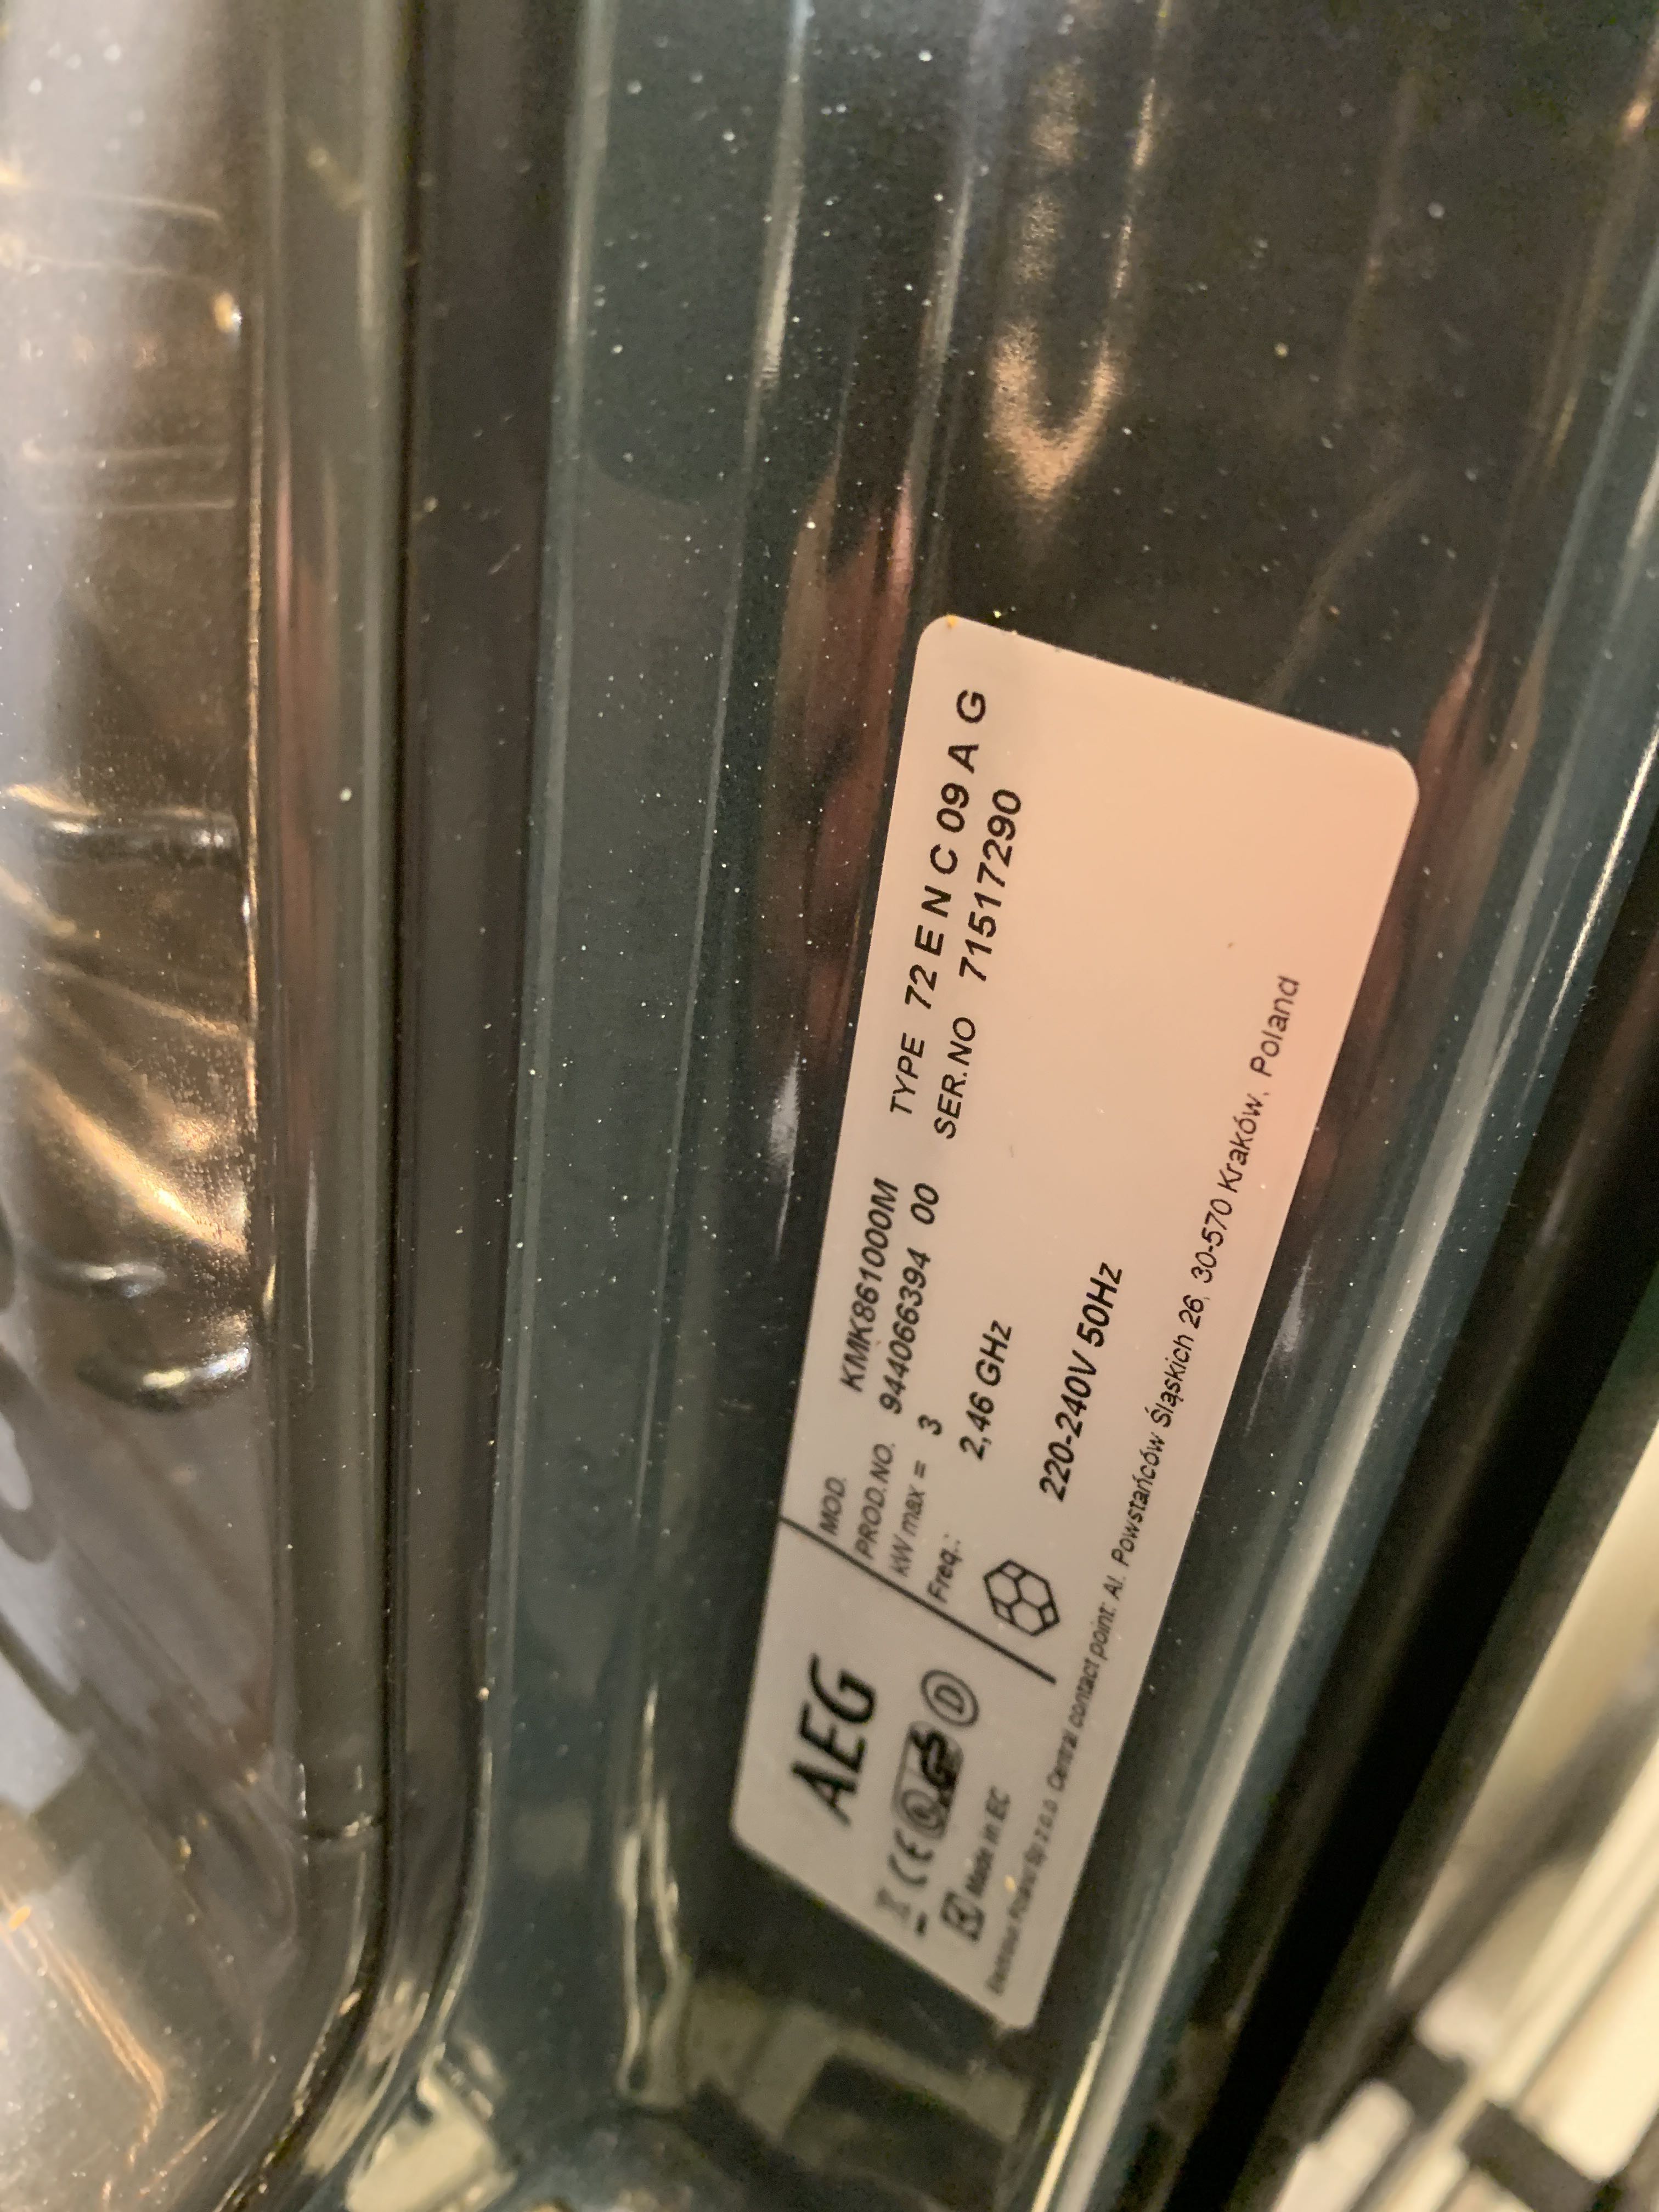 AEG
MOD. KMK861000M TYPE 72 E N C 09 A G
PROD.NO. 944066394 00 SER.NO 71517290
kW max = 3
Freq.: 2,46 GHz
220-240V 50Hz
CE
D
Made in EC
Central contact point: Al. Powstańców Śląskich 26, 30-570 Kraków, Poland